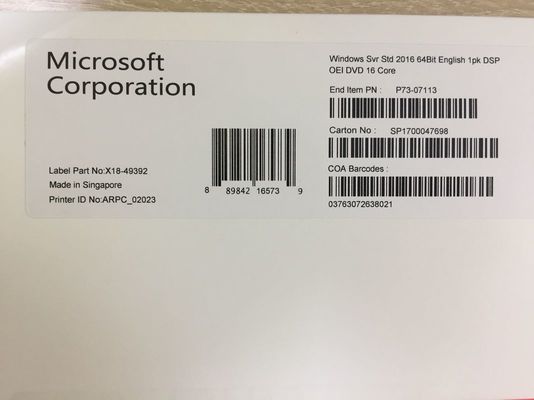 Microsoft
Corporation
Label Part No:X18-49392
Made in Singapore
Printer ID No:ARPC_02023
8 89842 16573 9
Windows Svr Std 2016 64Bit English 1pk DSP
OEI DVD 16 Core
End Item PN : P73-07113
Carton No : SP1700047698
COA Barcodes :
03763072638021